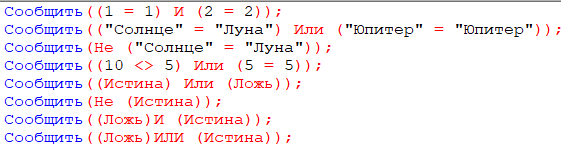 Сообщить((1 = 1) И (2 = 2));
Сообщить(("Солнце" = "Луна") Или ("Юпитер" = "Юпитер"));
Сообщить(Не ("Солнце" = "Луна"));
Сообщить((10 <> 5) Или (5 = 5));
Сообщить((Истина) Или (Ложь));
Сообщить(Не (Истина));
Сообщить((Ложь)И (Истина));
Сообщить((Ложь)ИЛИ (Истина));